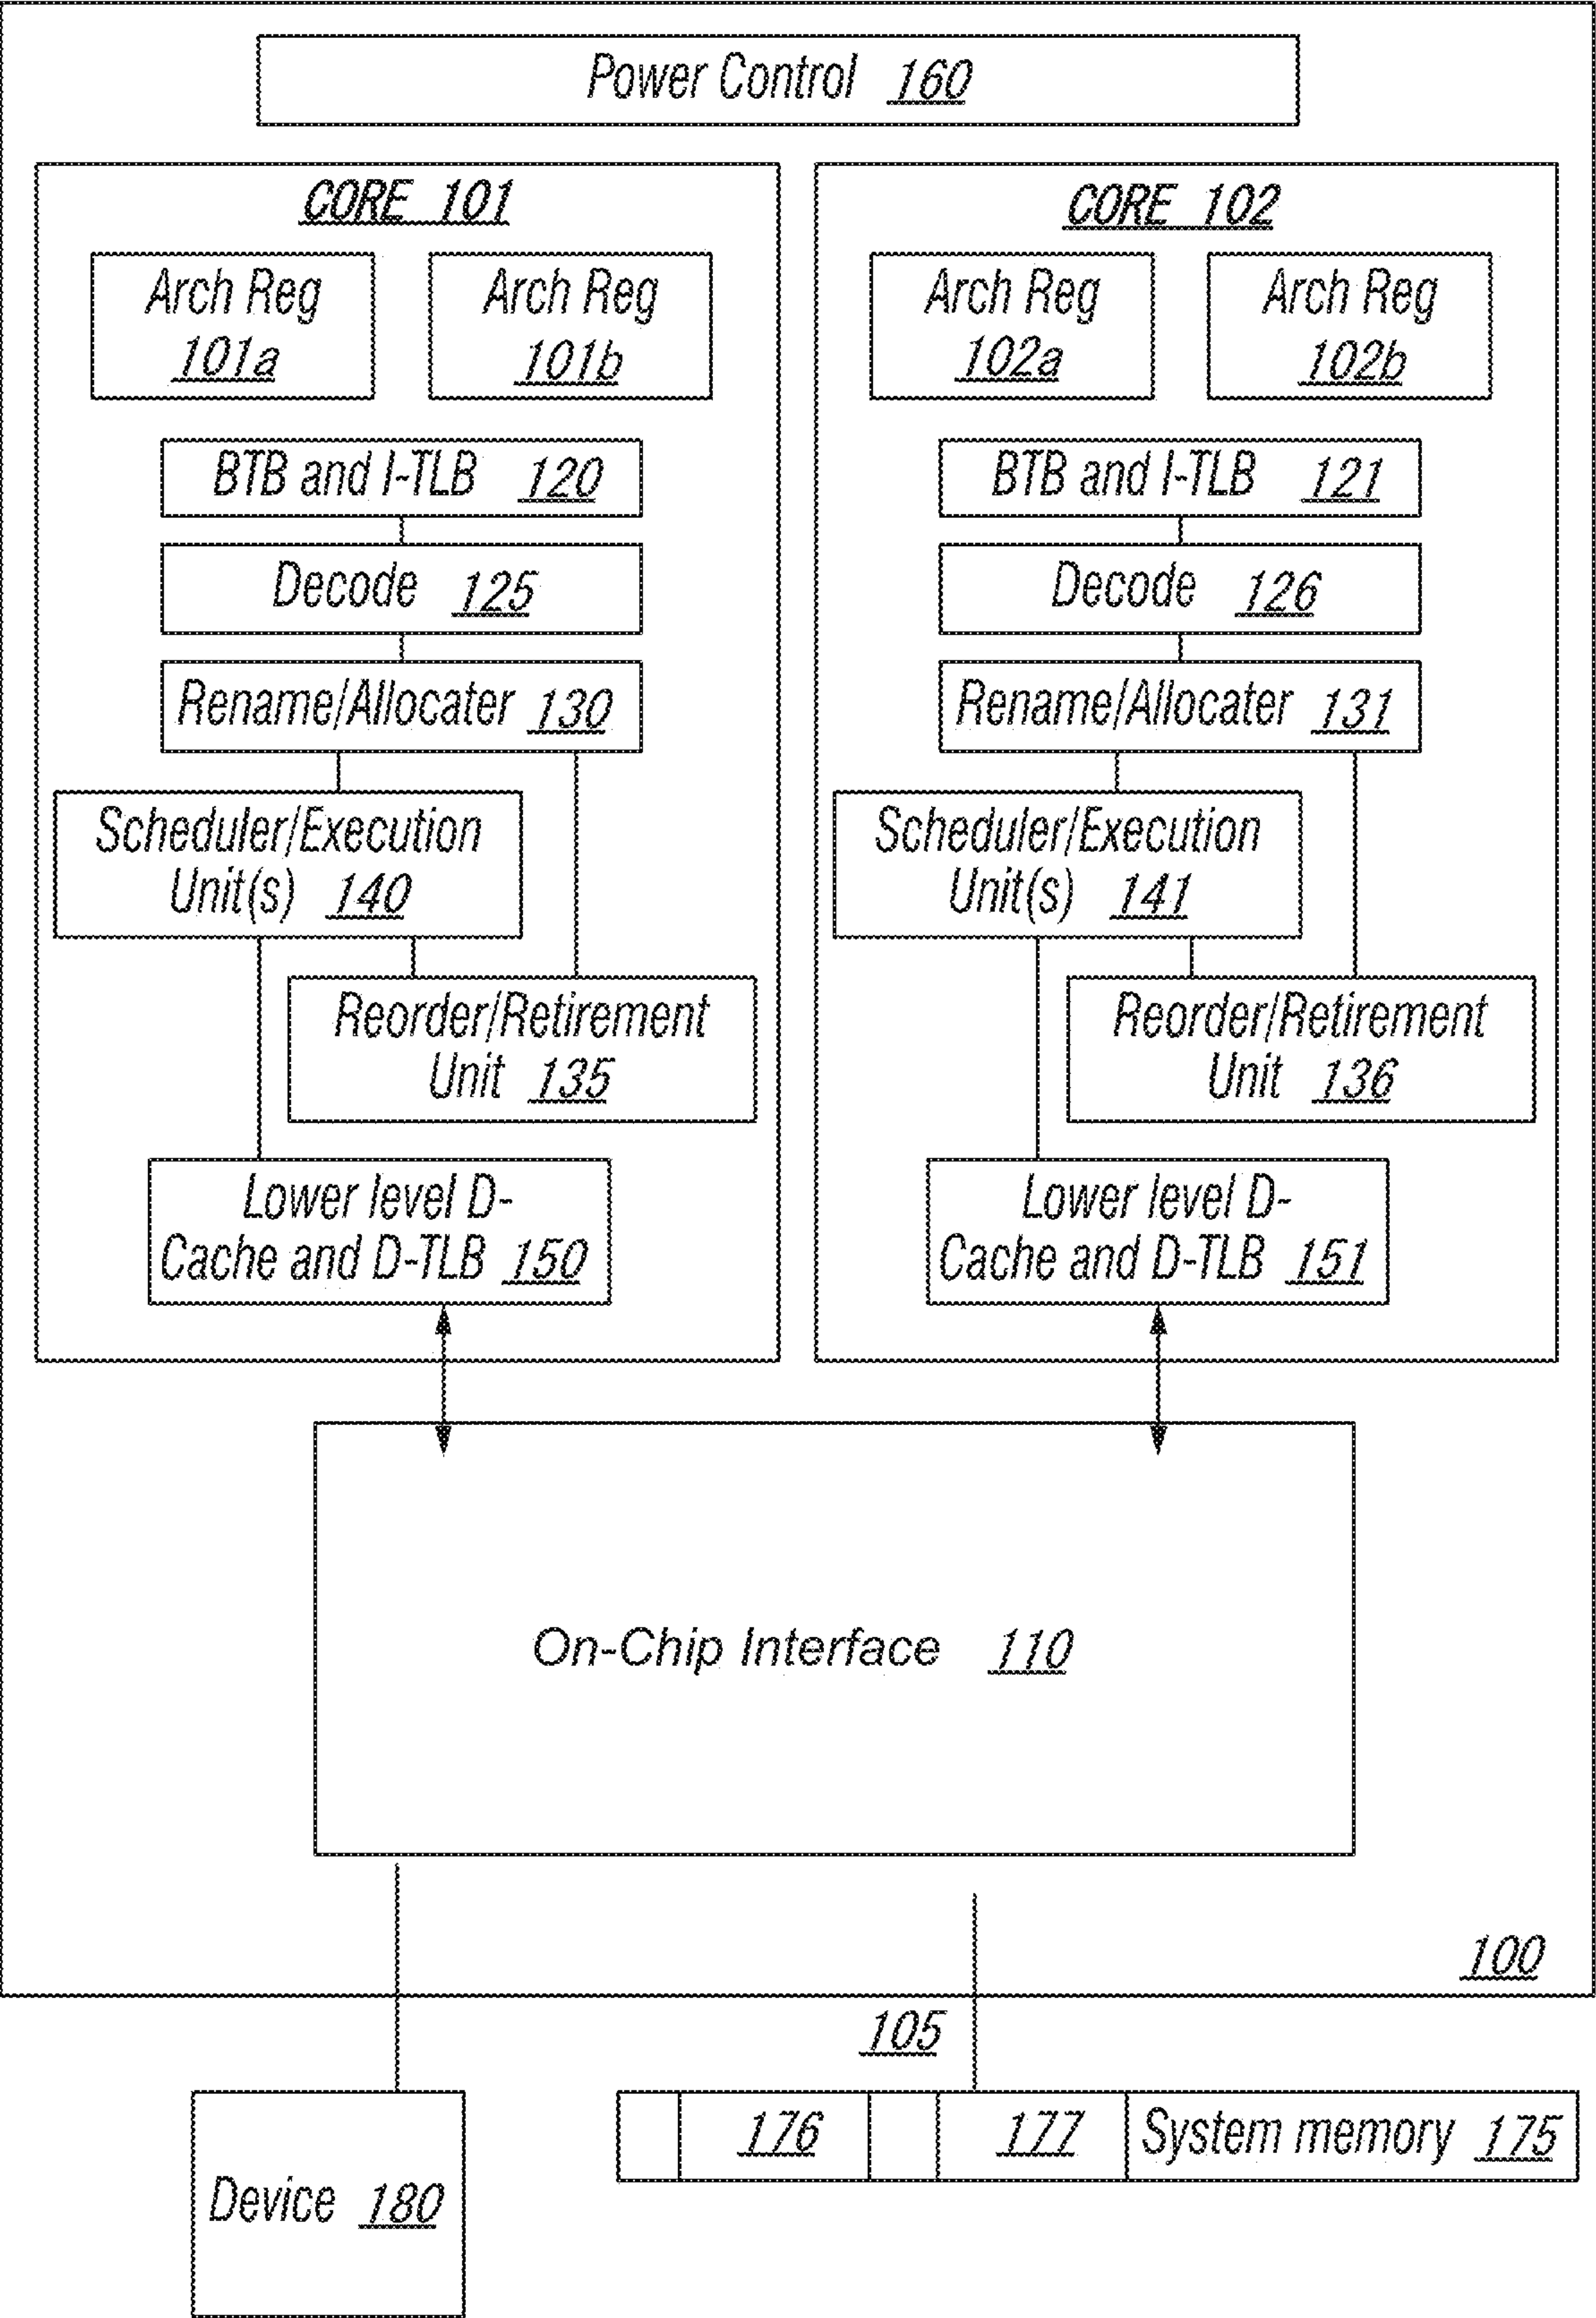 Power Control 160
CORE 101
Arch Reg
101a
Arch Reg
101b
BTB and I-TLB 120
Decode 125
Rename/Allocater 130
Scheduler/Execution
Unit(s) 140
Reorder/Retirement
Unit 135
Lower level D-
Cache and D-TLB 150
CORE 102
Arch Reg
102a
Arch Reg
102b
BTB and I-TLB 121
Decode 126
Rename/Allocater 131
Scheduler/Execution
Unit(s) 141
Reorder/Retirement
Unit 136
Lower level D-
Cache and D-TLB 151
On-Chip Interface 110
100
105
176
177
System memory 175
Device 180